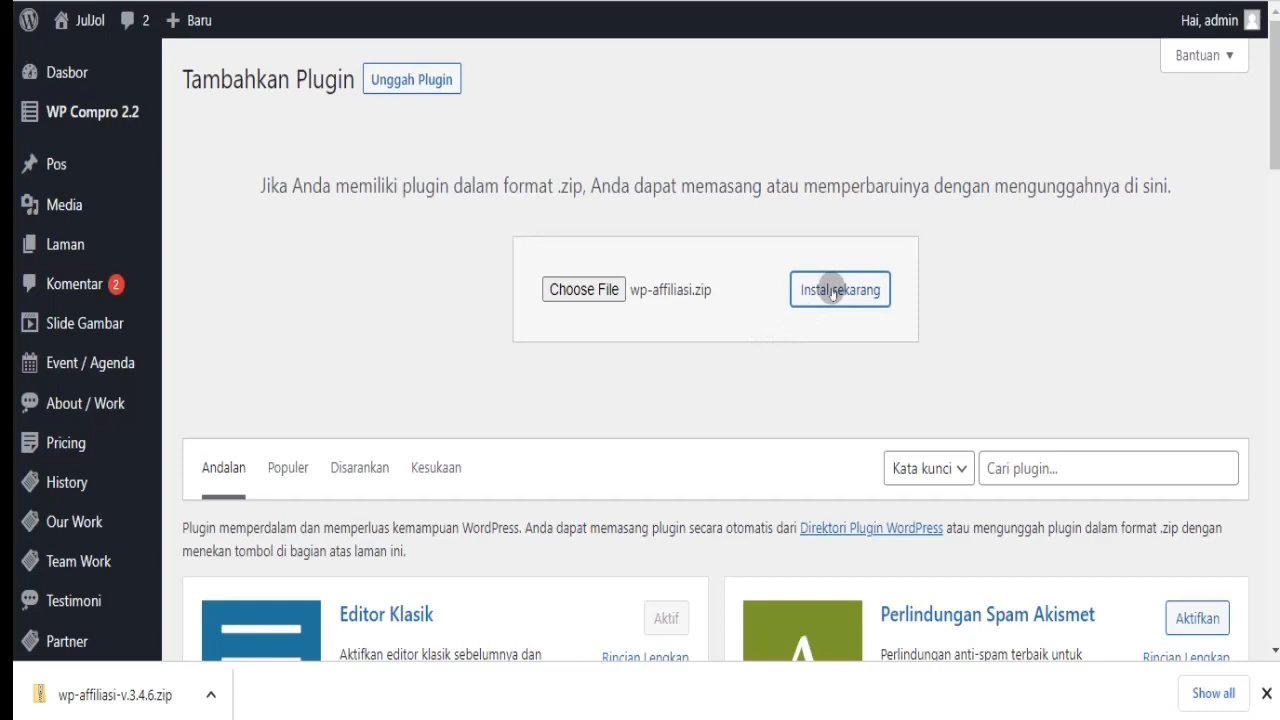 JulJol 2 Baru Hai, admin
Bantuan ▼
Dasbor
WP Compro 2.2
Pos
Media
Laman
Komentar 2
Slide Gambar
Event / Agenda
About / Work
Pricing
History
Our Work
Team Work
Testimoni
Partner
Tambahkan Plugin Unggah Plugin
Jika Anda memiliki plugin dalam format .zip, Anda dapat memasang atau memperbaruinya dengan mengunggahnya di sini.
Choose File wp-affiliasi.zip Instal sekarang
Andalan Populer Disarankan Kesukaan Kata kunci Cari plugin...
Plugin memperdalam dan memperluas kemampuan WordPress. Anda dapat memasang plugin secara otomatis dari Direktori Plugin WordPress atau mengunggah plugin dalam format .zip dengan
menekan tombol di bagian atas laman ini.
Editor Klasik Aktif
Aktifkan editor klasik sebelumnya dan Rincian Lengkap
Perlindungan Spam Akismet Aktifkan
Perlindungan anti-spam terbaik untuk Rincian Lengkap
wp-affiliasi-v.3.4.6.zip Show all